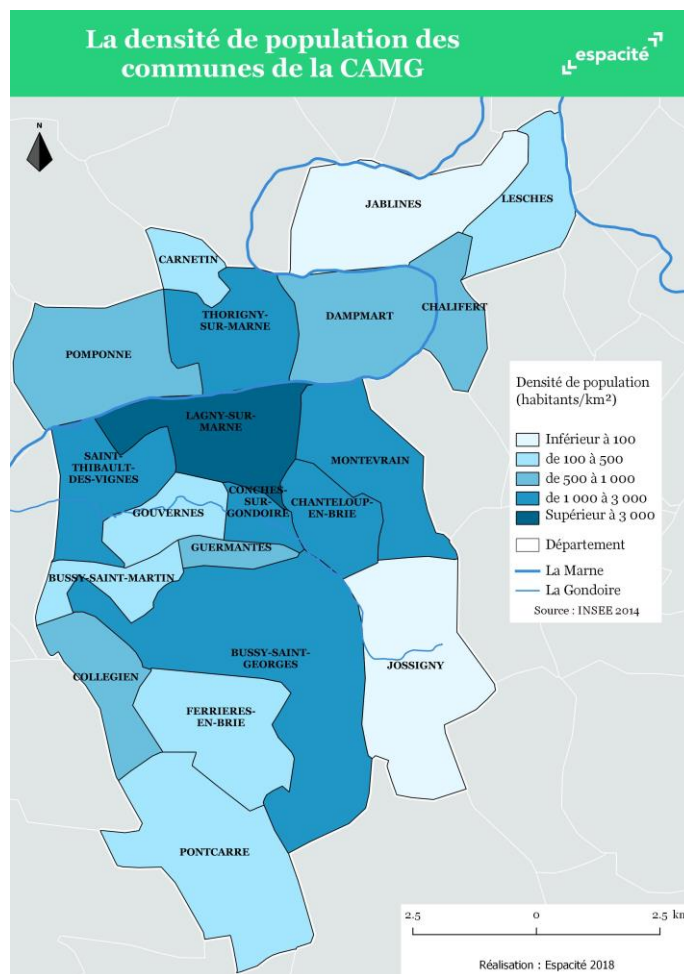 La densité de population des
communes de la CAMG
espacité
N
JABLINES
LESCHES
CARNETIN
THORIGNY-
SUR-MARNE
DAMPMART
CHALIFERT
POMPONNE
Densité de population
(habitants/km²)
Inférieur à 100
de 100 à 500
de 500 à 1 000
de 1 000 à 3 000
Supérieur à 3 000
Département
La Marne
La Gondoire
Source : INSEE 2014
LAGNY-SUR-
MARNE
SAINT-
THIBAULT-
DES-VIGNES
MONTEVRAIN
CONCHES-
SUR-
GONDOIRE
CHANTELOUP-
EN-BRIE
GOUVERNES
GUERMANTES
BUSSY-SAINT-MARTIN
BUSSY-SAINT-
GEORGES
JOSSIGNY
COLLEGIEN
FERRIERES-
EN-BRIE
PONTCARRE
2.5 0 2.5 km
Réalisation : Espacité 2018